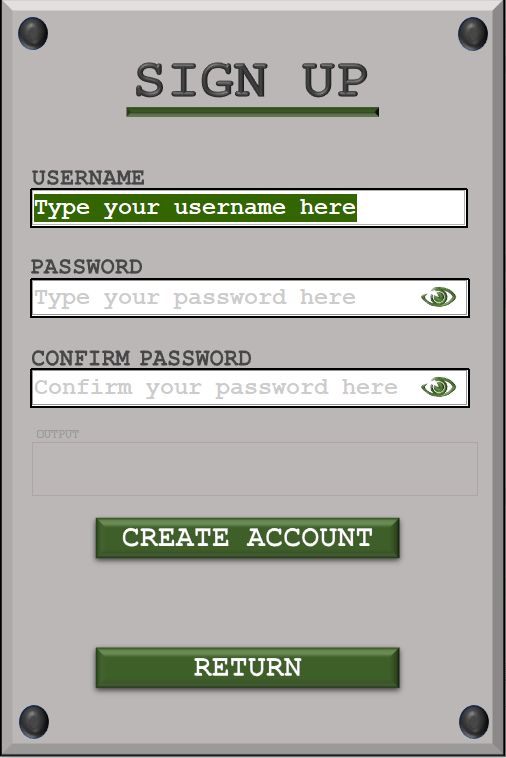 SIGN UP
USERNAME
Type your username here
PASSWORD
Type your password here
CONFIRM PASSWORD
Confirm your password here
OUTPUT
CREATE ACCOUNT
RETURN